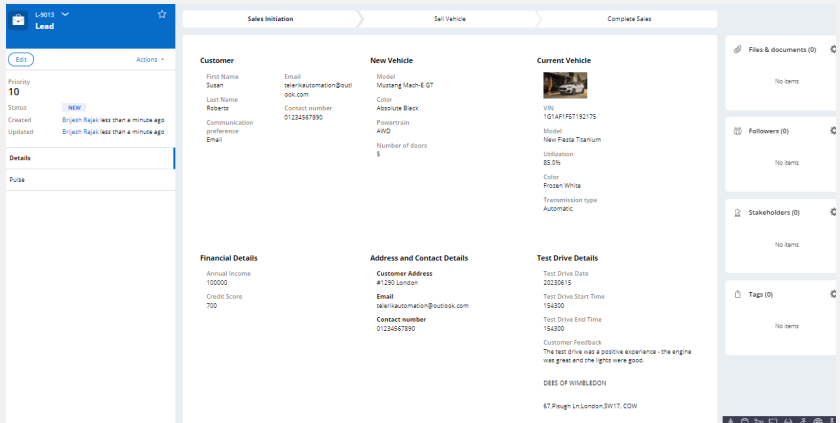 L-9013
Lead
Edit
Actions
Priority
10
Status
NEW
Created
Brijesh Rajak less than a minute ago
Updated
Brijesh Rajak less than a minute ago
Details
Pulse
Sales Initiation
Sell Vehicle
Complete Sales
Customer
First Name
Susan
Last Name
Roberts
Communication
preference
Email
Email
telerikautomation@outl
ook.com
Contact number
01234567890
New Vehicle
Model
Mustang Mach-E GT
Color
Absolute Black
Powertrain
AWD
Number of doors
5
Current Vehicle
VIN
1G1AF1F57192175
Model
New Fiesta Titanium
Utilization
85.0%
Color
Frozen White
Transmission type
Automatic
Financial Details
Annual Income
100000
Credit Score
700
Address and Contact Details
Customer Address
#1290 London
Email
telerikautomation@outlook.com
Contact number
01234567890
Test Drive Details
Test Drive Date
20230615
Test Drive Start Time
154300
Test Drive End Time
154300
Customer Feedback
The test drive was a positive experience - the engine
was great and the lights were good.
DEES OF WIMBLEDON
67,Pisugh Ln,London,SW17, COW
Files & documents (0)
No items
Followers (0)
No items
Stakeholders (0)
No items
Tags (0)
No items